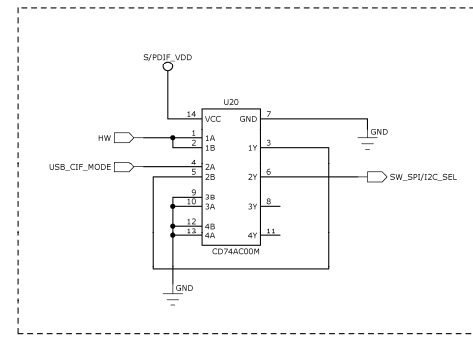 S/PDIF_VDD
U20
14 VCC GND 7
GND
HW 1 1A 1Y 3
2 1B
USB_CIF_MODE 4 2A 2Y 6 SW_SPI/I2C_SEL
5 2B
9 3B 3Y 8
10 3A
12 4B 4Y 11
13 4A
CD74AC00M
GND